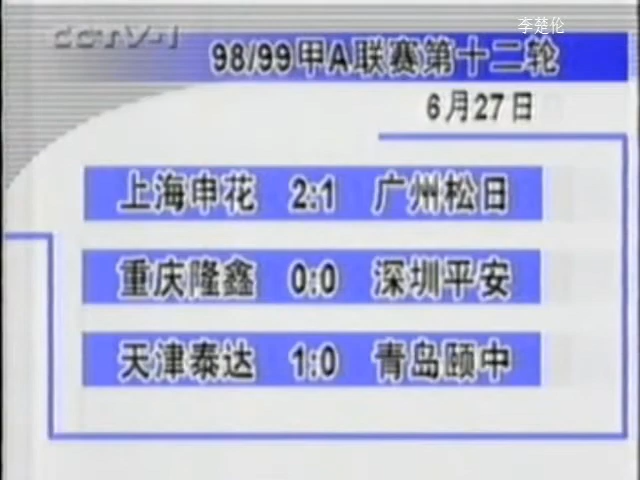 李楚伦
CCTV-1
98/99甲A联赛第十二轮
6月27日
上海申花 2:1 广州松日
重庆隆鑫 0:0 深圳平安
天津泰达 1:0 青岛颐中